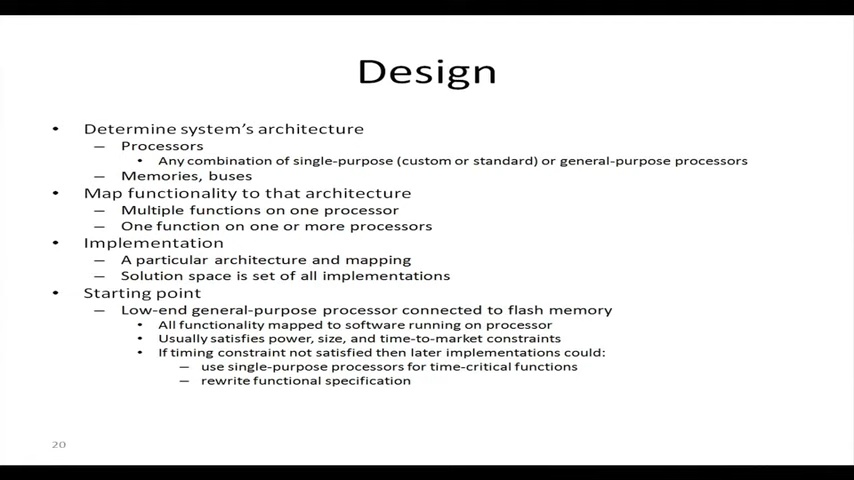 Design
• Determine system's architecture
– Processors
• Any combination of single-purpose (custom or standard) or general-purpose processors
– Memories, buses
• Map functionality to that architecture
– Multiple functions on one processor
– One function on one or more processors
• Implementation
– A particular architecture and mapping
– Solution space is set of all implementations
• Starting point
– Low-end general-purpose processor connected to flash memory
• All functionality mapped to software running on processor
• Usually satisfies power, size, and time-to-market constraints
• If timing constraint not satisfied then later implementations could:
– use single-purpose processors for time-critical functions
– rewrite functional specification
20